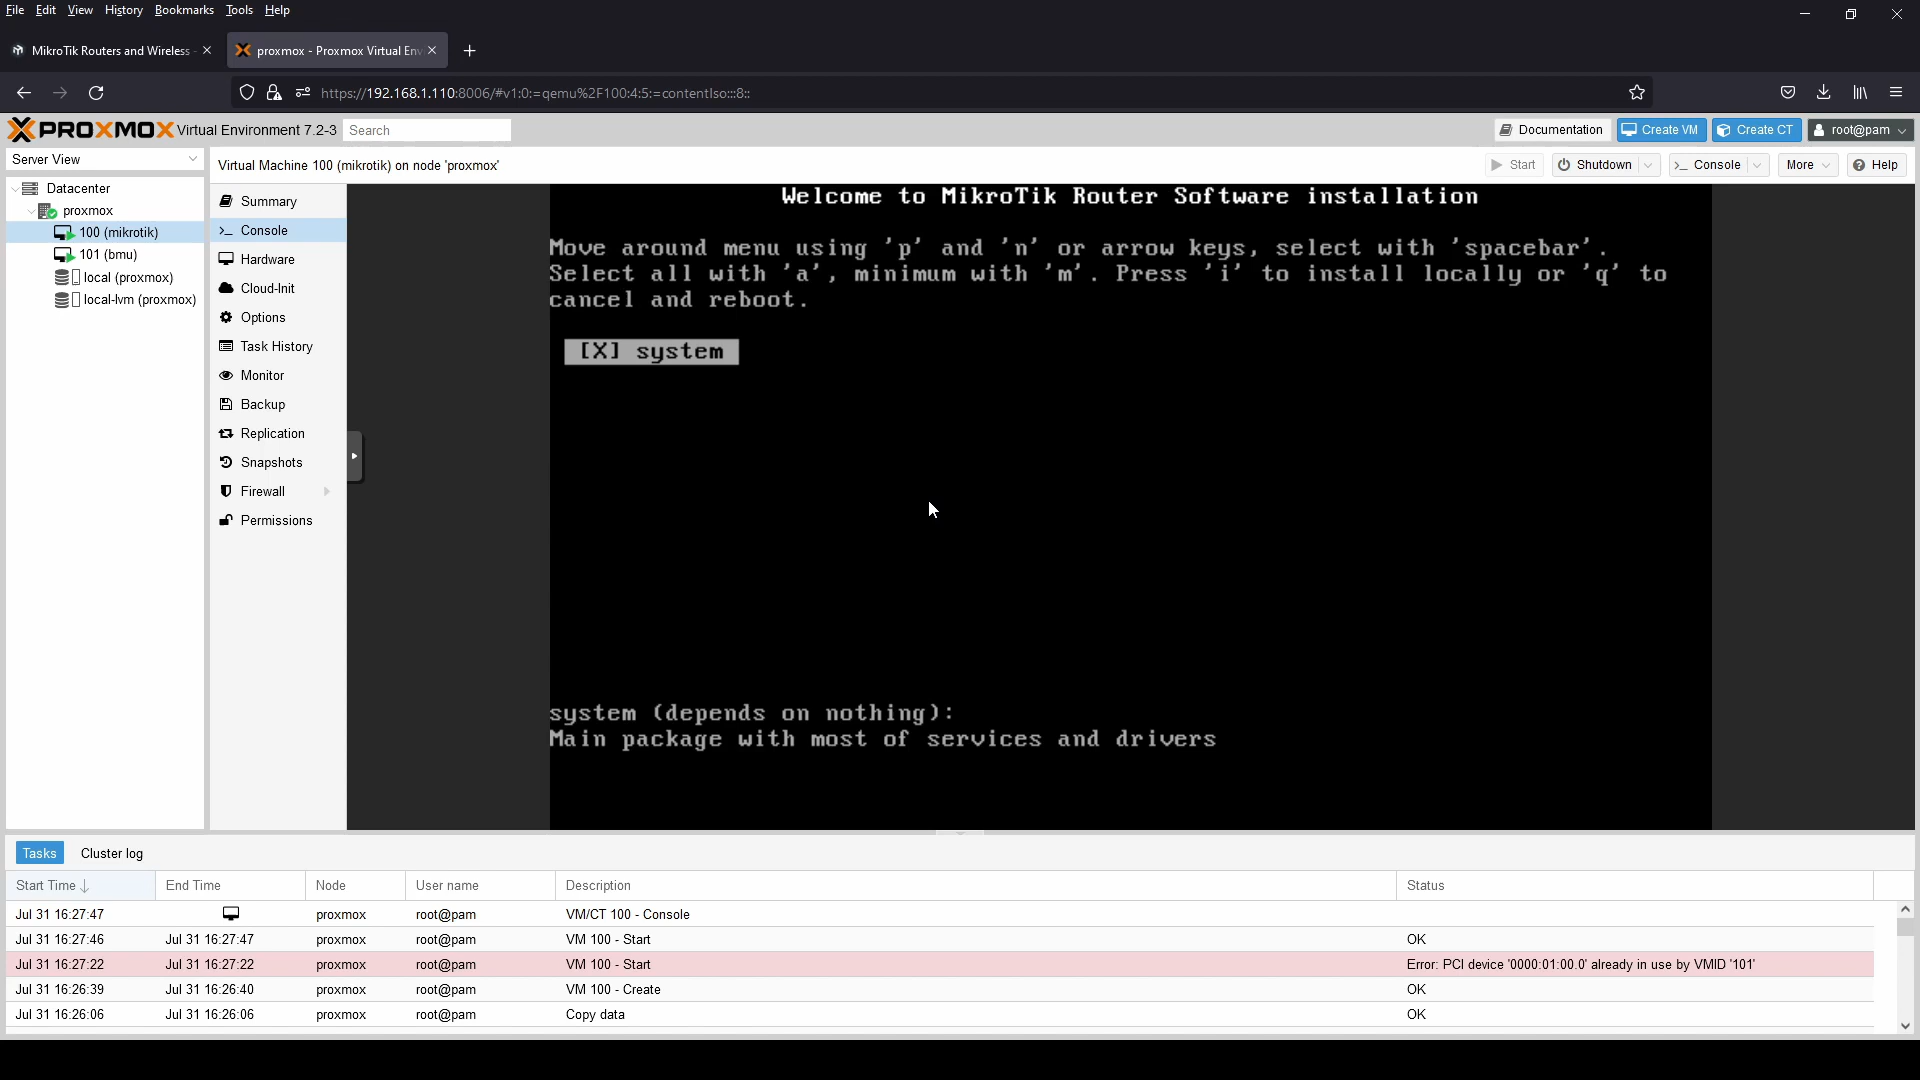 File Edit View History Bookmarks Tools Help
MikroTik Routers and Wireless -
proxmox - Proxmox Virtual Env
https://192.168.1.110:8006/#v1:0:=qemu%2F100:4:5:=contentIso:::8::
PROXMOX Virtual Environment 7.2-3 Search Documentation Create VM Create CT root@pam
Server View
Virtual Machine 100 (mikrotik) on node 'proxmox' Start Shutdown Console More Help
Datacenter
proxmox
100 (mikrotik)
101 (bmu)
local (proxmox)
local-lvm (proxmox)
Summary
Console
Hardware
Cloud-Init
Options
Task History
Monitor
Backup
Replication
Snapshots
Firewall
Permissions
Welcome to MikroTik Router Software installation
Move around menu using 'p' and 'n' or arrow keys, select with 'spacebar'.
Select all with 'a', minimum with 'm'. Press 'i' to install locally or 'q' to
cancel and reboot.
[X] system
system (depends on nothing):
Main package with most of services and drivers
Tasks Cluster log
Start Time End Time Node User name Description Status
Jul 31 16:27:47 proxmox root@pam VM/CT 100 - Console
Jul 31 16:27:46 Jul 31 16:27:47 proxmox root@pam VM 100 - Start OK
Jul 31 16:27:22 Jul 31 16:27:22 proxmox root@pam VM 100 - Start Error: PCI device '0000:01:00.0' already in use by VMID '101'
Jul 31 16:26:39 Jul 31 16:26:40 proxmox root@pam VM 100 - Create OK
Jul 31 16:26:06 Jul 31 16:26:06 proxmox root@pam Copy data OK